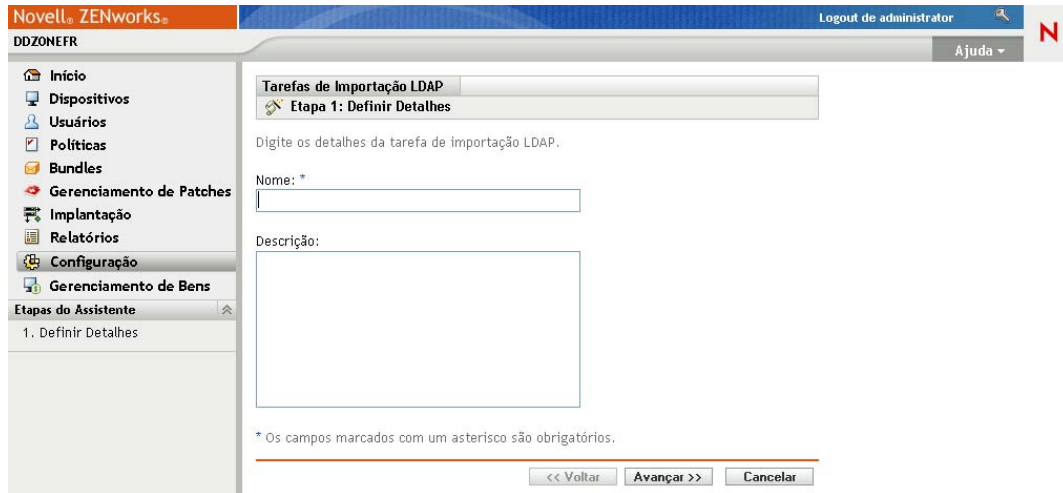 Novell® ZENworks®
Logout de administrator
N
DDZONEFR
Ajuda
Início
Dispositivos
Usuários
Políticas
Bundles
Gerenciamento de Patches
Implantação
Relatórios
Configuração
Gerenciamento de Bens
Etapas do Assistente
1. Definir Detalhes
Tarefas de Importação LDAP
Etapa 1: Definir Detalhes
Digite os detalhes da tarefa de importação LDAP.
Nome: *
Descrição:
* Os campos marcados com um asterisco são obrigatórios.
<< Voltar
Avançar >>
Cancelar